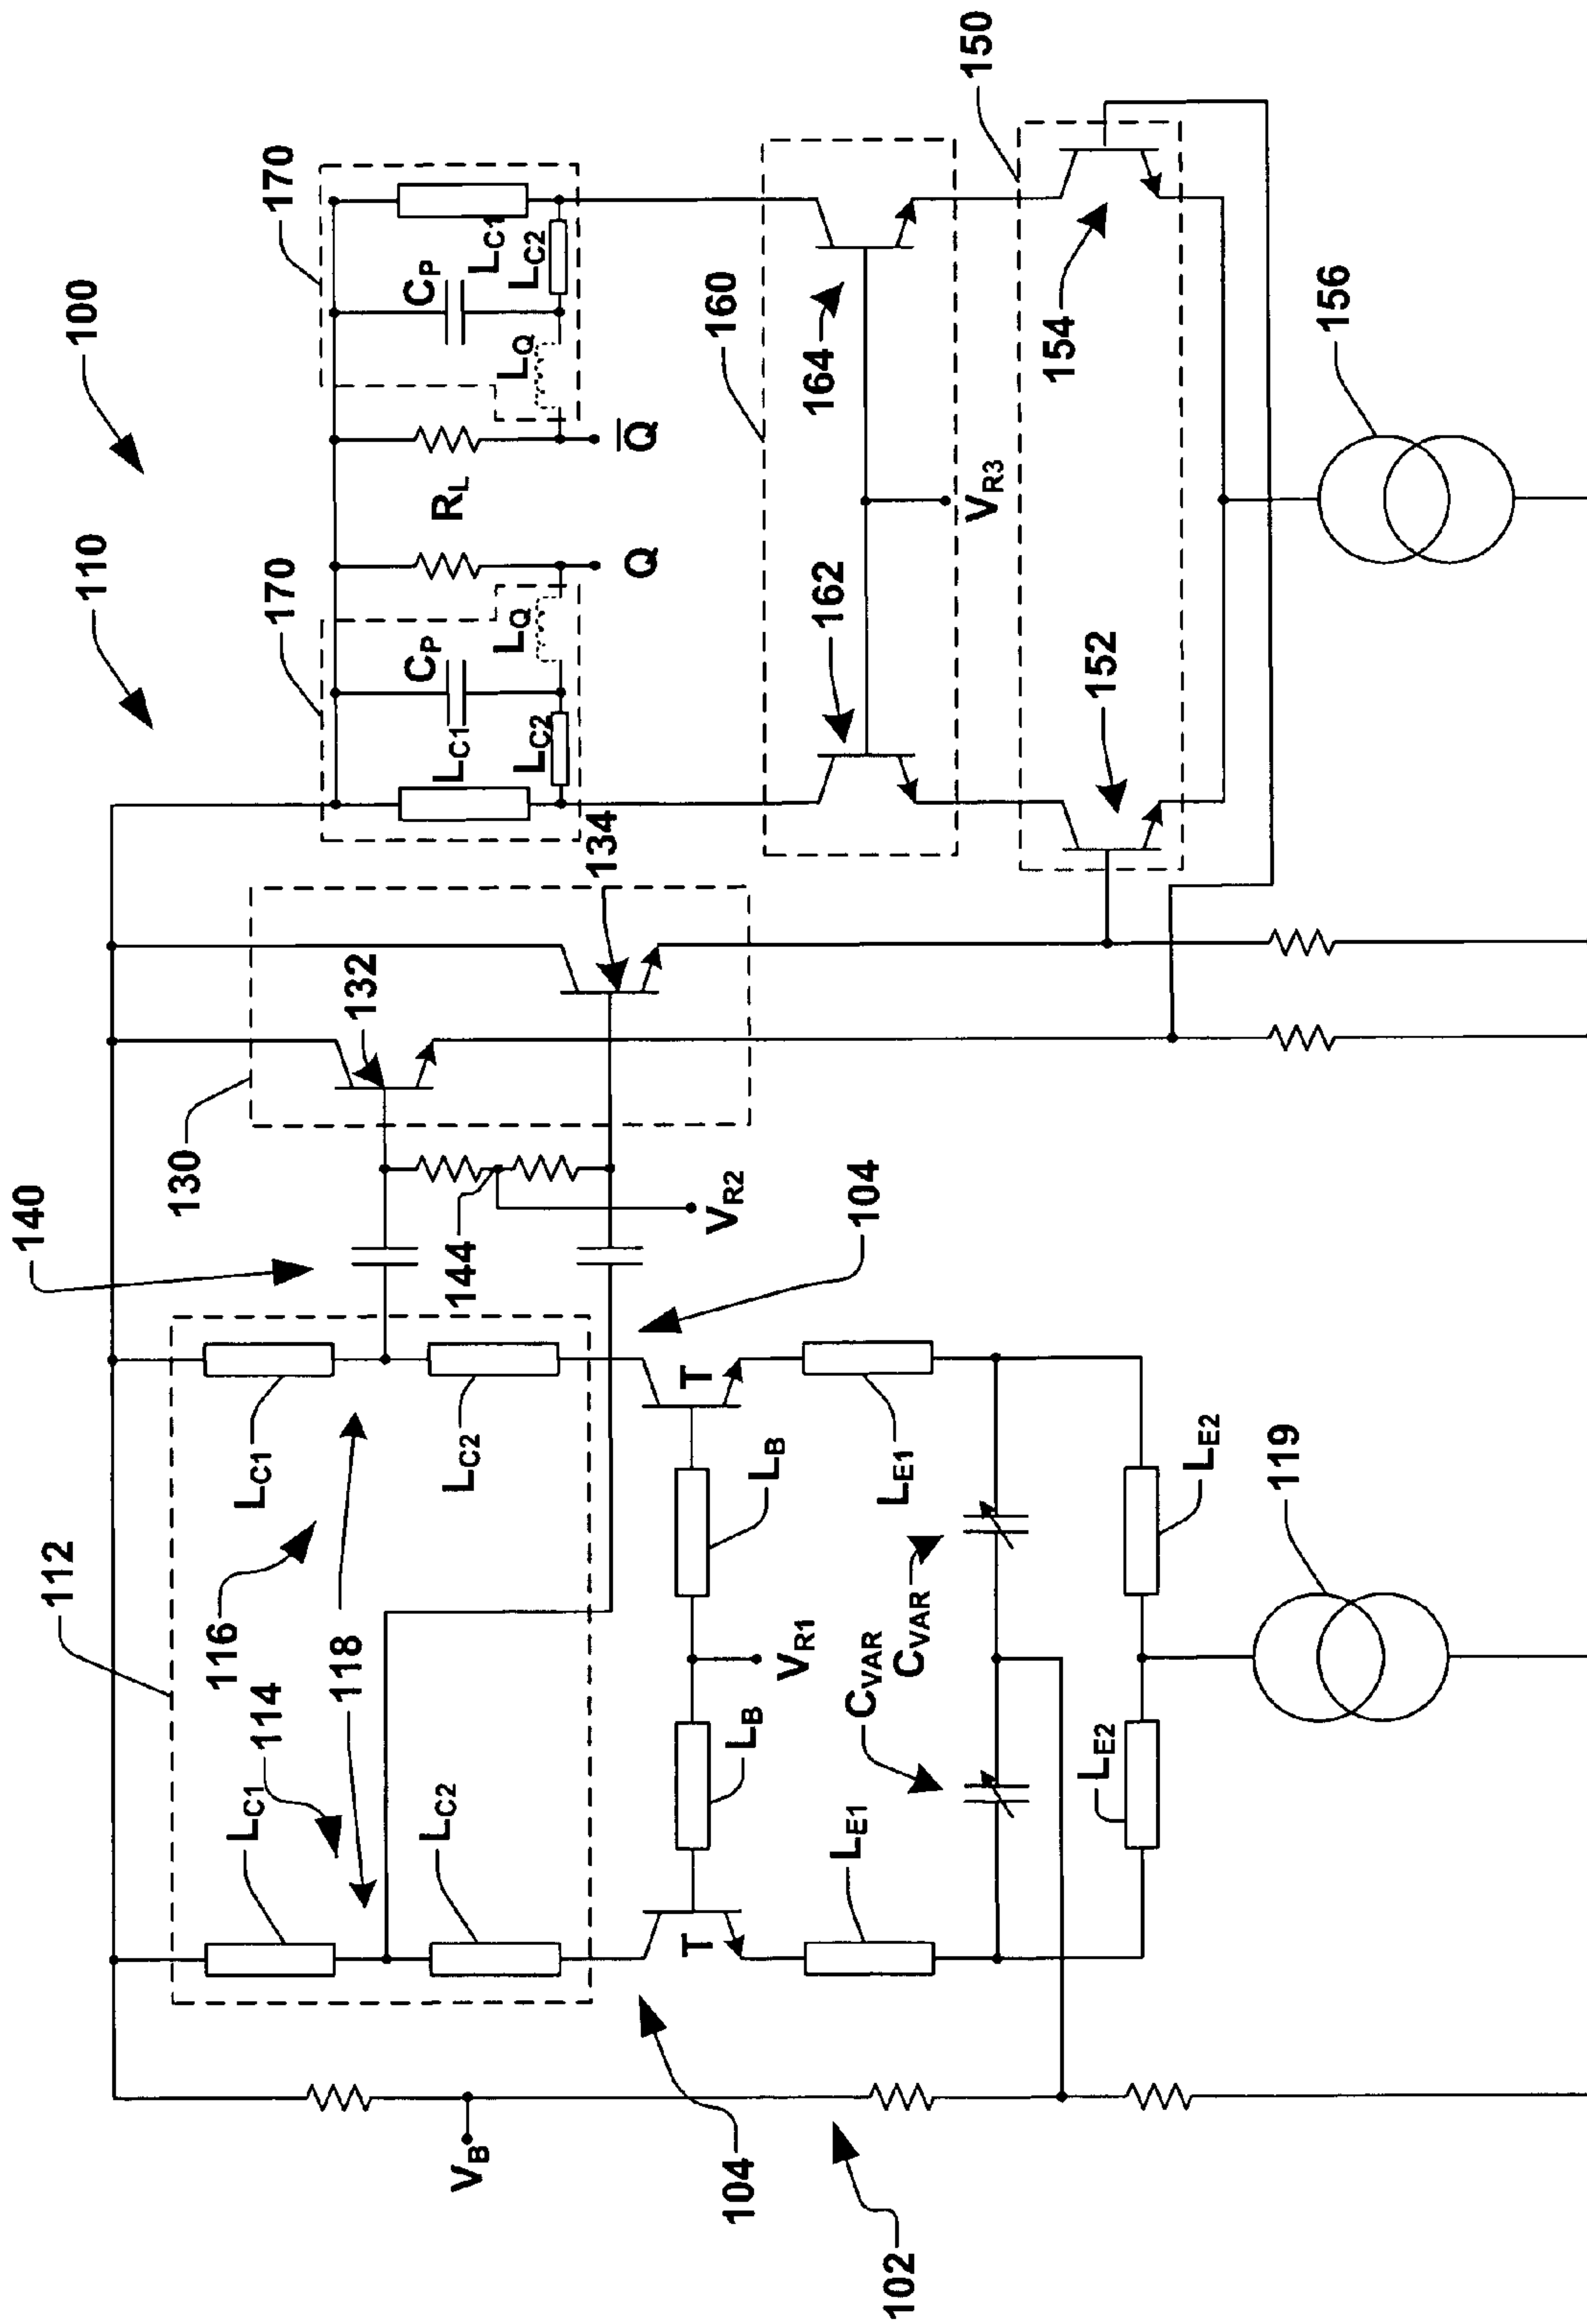 140
112
100
110
130
116
114
L_C1
L_C1
170
170
118
132
C_P
C_P
V_B
L_C2
L_C2
144
L_C1
R_L
L_C1
L_C2
L_Q
L_Q
L_C2
104
134
Q
Q̅
T
T
V_R2
104
L_B
L_B
V_R1
160
162
164
L_E1
L_E1
C_VAR
C_VAR
102
V_R3
150
152
154
L_E2
L_E2
119
156